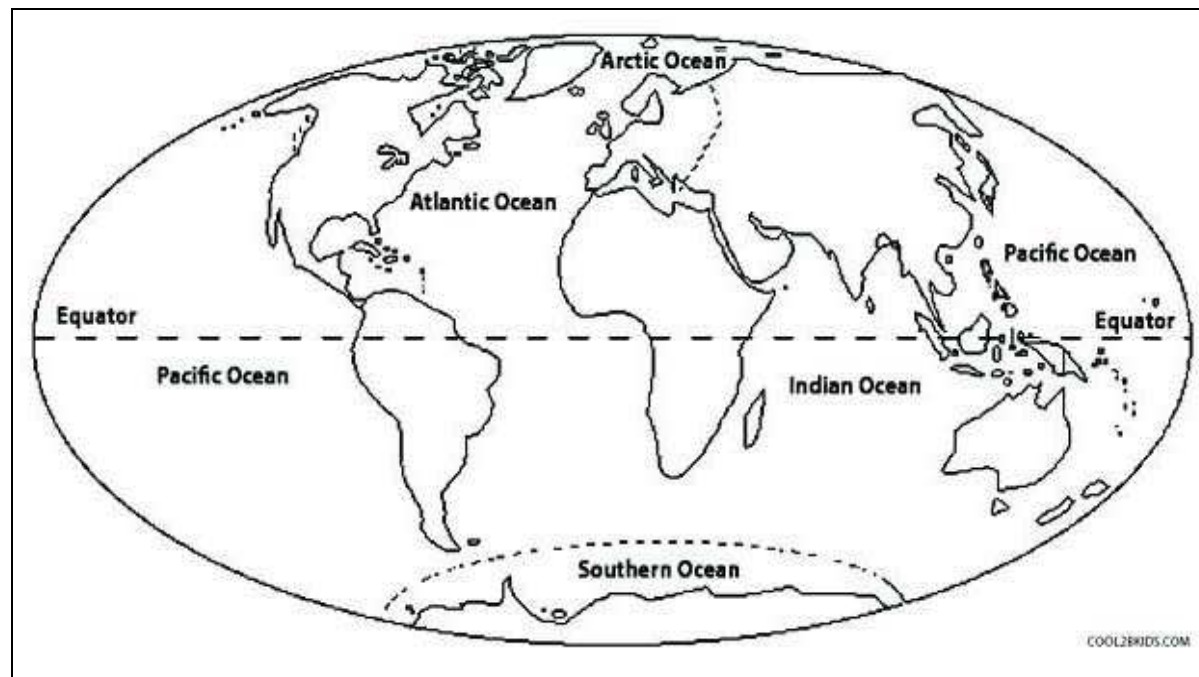 Arctic Ocean
Atlantic Ocean
Pacific Ocean
Equator
Equator
Pacific Ocean
Indian Ocean
Southern Ocean
COOL2BKIDS.COM